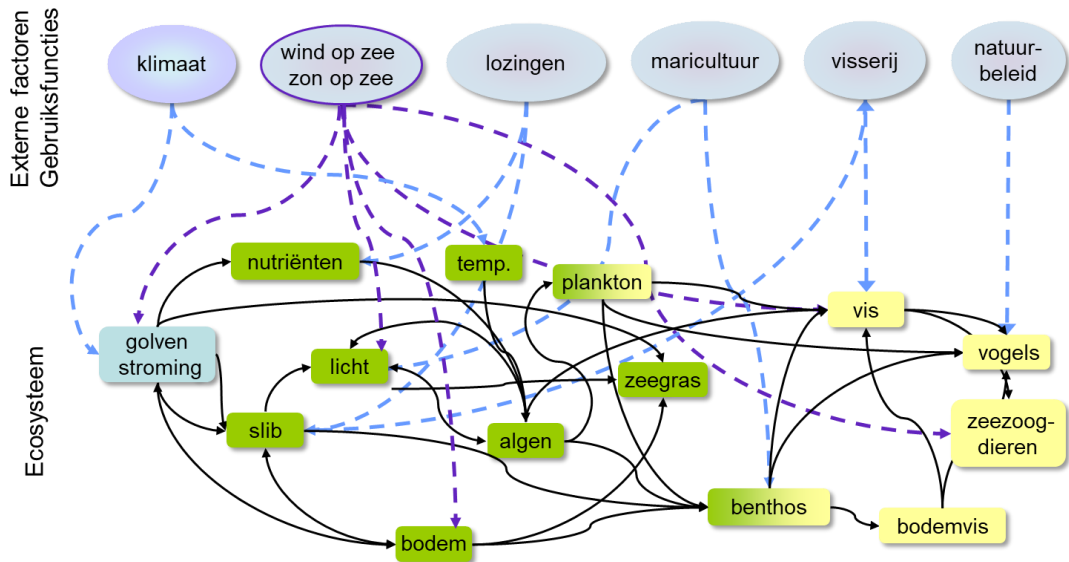 Externe factoren
Gebruiksfuncties
klimaat
wind op zee
zon op zee
lozingen
maricultuur
visserij
natuur-
beleid
Ecosysteem
nutriënten
temp.
plankton
vis
golven
stroming
licht
zeegras
vogels
slib
algen
zeezoog-
dieren
benthos
bodemvis
bodem